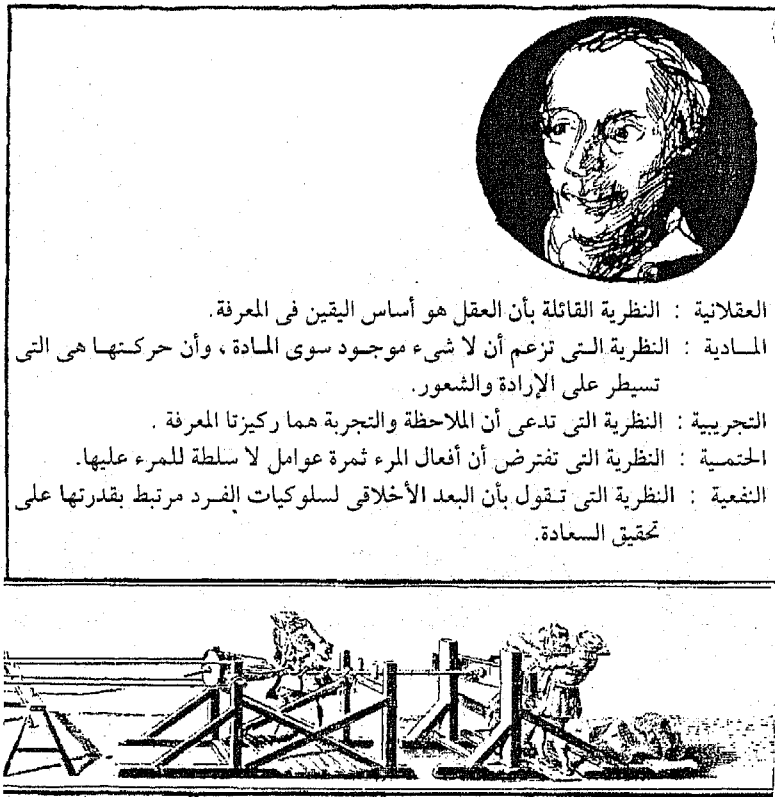 العقلانية : النظرية القائلة بأن العقل هو أساس اليقين فى المعرفة.
المادية : النظرية التى تزعم أن لا شىء موجود سوى المادة ، وأن حركتها هى التى
تسيطر على الإرادة والشعور.
التجريبية : النظرية التى تدعى أن الملاحظة والتجربة هما ركيزتا المعرفة .
الحتمية : النظرية التى تفترض أن أفعال المرء ثمرة عوامل لا سلطة للمرء عليها.
النفعية : النظرية التى تقول بأن البعد الأخلاقى لسلوكيات الفرد مرتبط بقدرتها على
تحقيق السعادة.